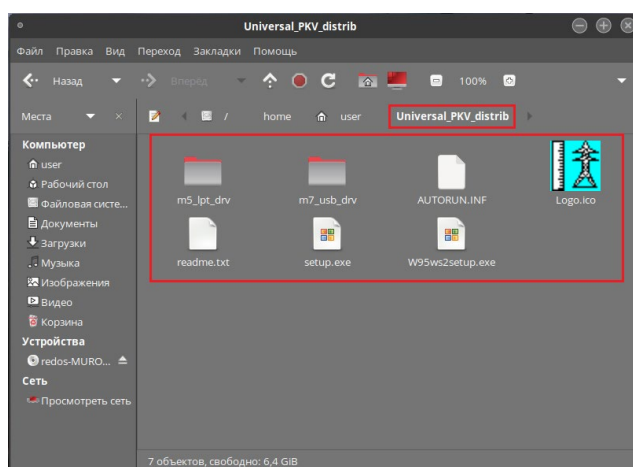 Universal_PKV_distrib
Файл Правка Вид Переход Закладки Помощь
Назад Вперед 100%
Места / home user Universal_PKV_distrib
Компьютер
user
Рабочий стол
Файловая систе...
Документы
Загрузки
Музыка
Изображения
Видео
Корзина
Устройства
redos-MURO...
Сеть
Просмотреть сеть
m5_lpt_drv m7_usb_drv AUTORUN.INF Logo.ico
readme.txt setup.exe W95ws2setup.exe
7 объектов, свободно: 6,4 GiB